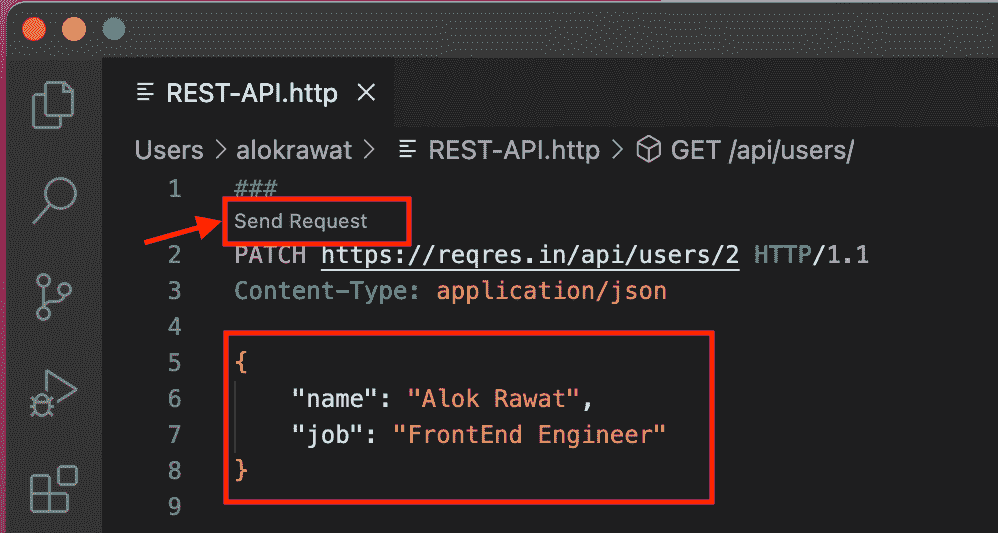 REST-API.http
Users > alokrawat > REST-API.http > GET /api/users/
1 ###
Send Request
2 PATCH https://reqres.in/api/users/2 HTTP/1.1
3 Content-Type: application/json
4
5 {
6 "name": "Alok Rawat",
7 "job": "FrontEnd Engineer"
8 }
9